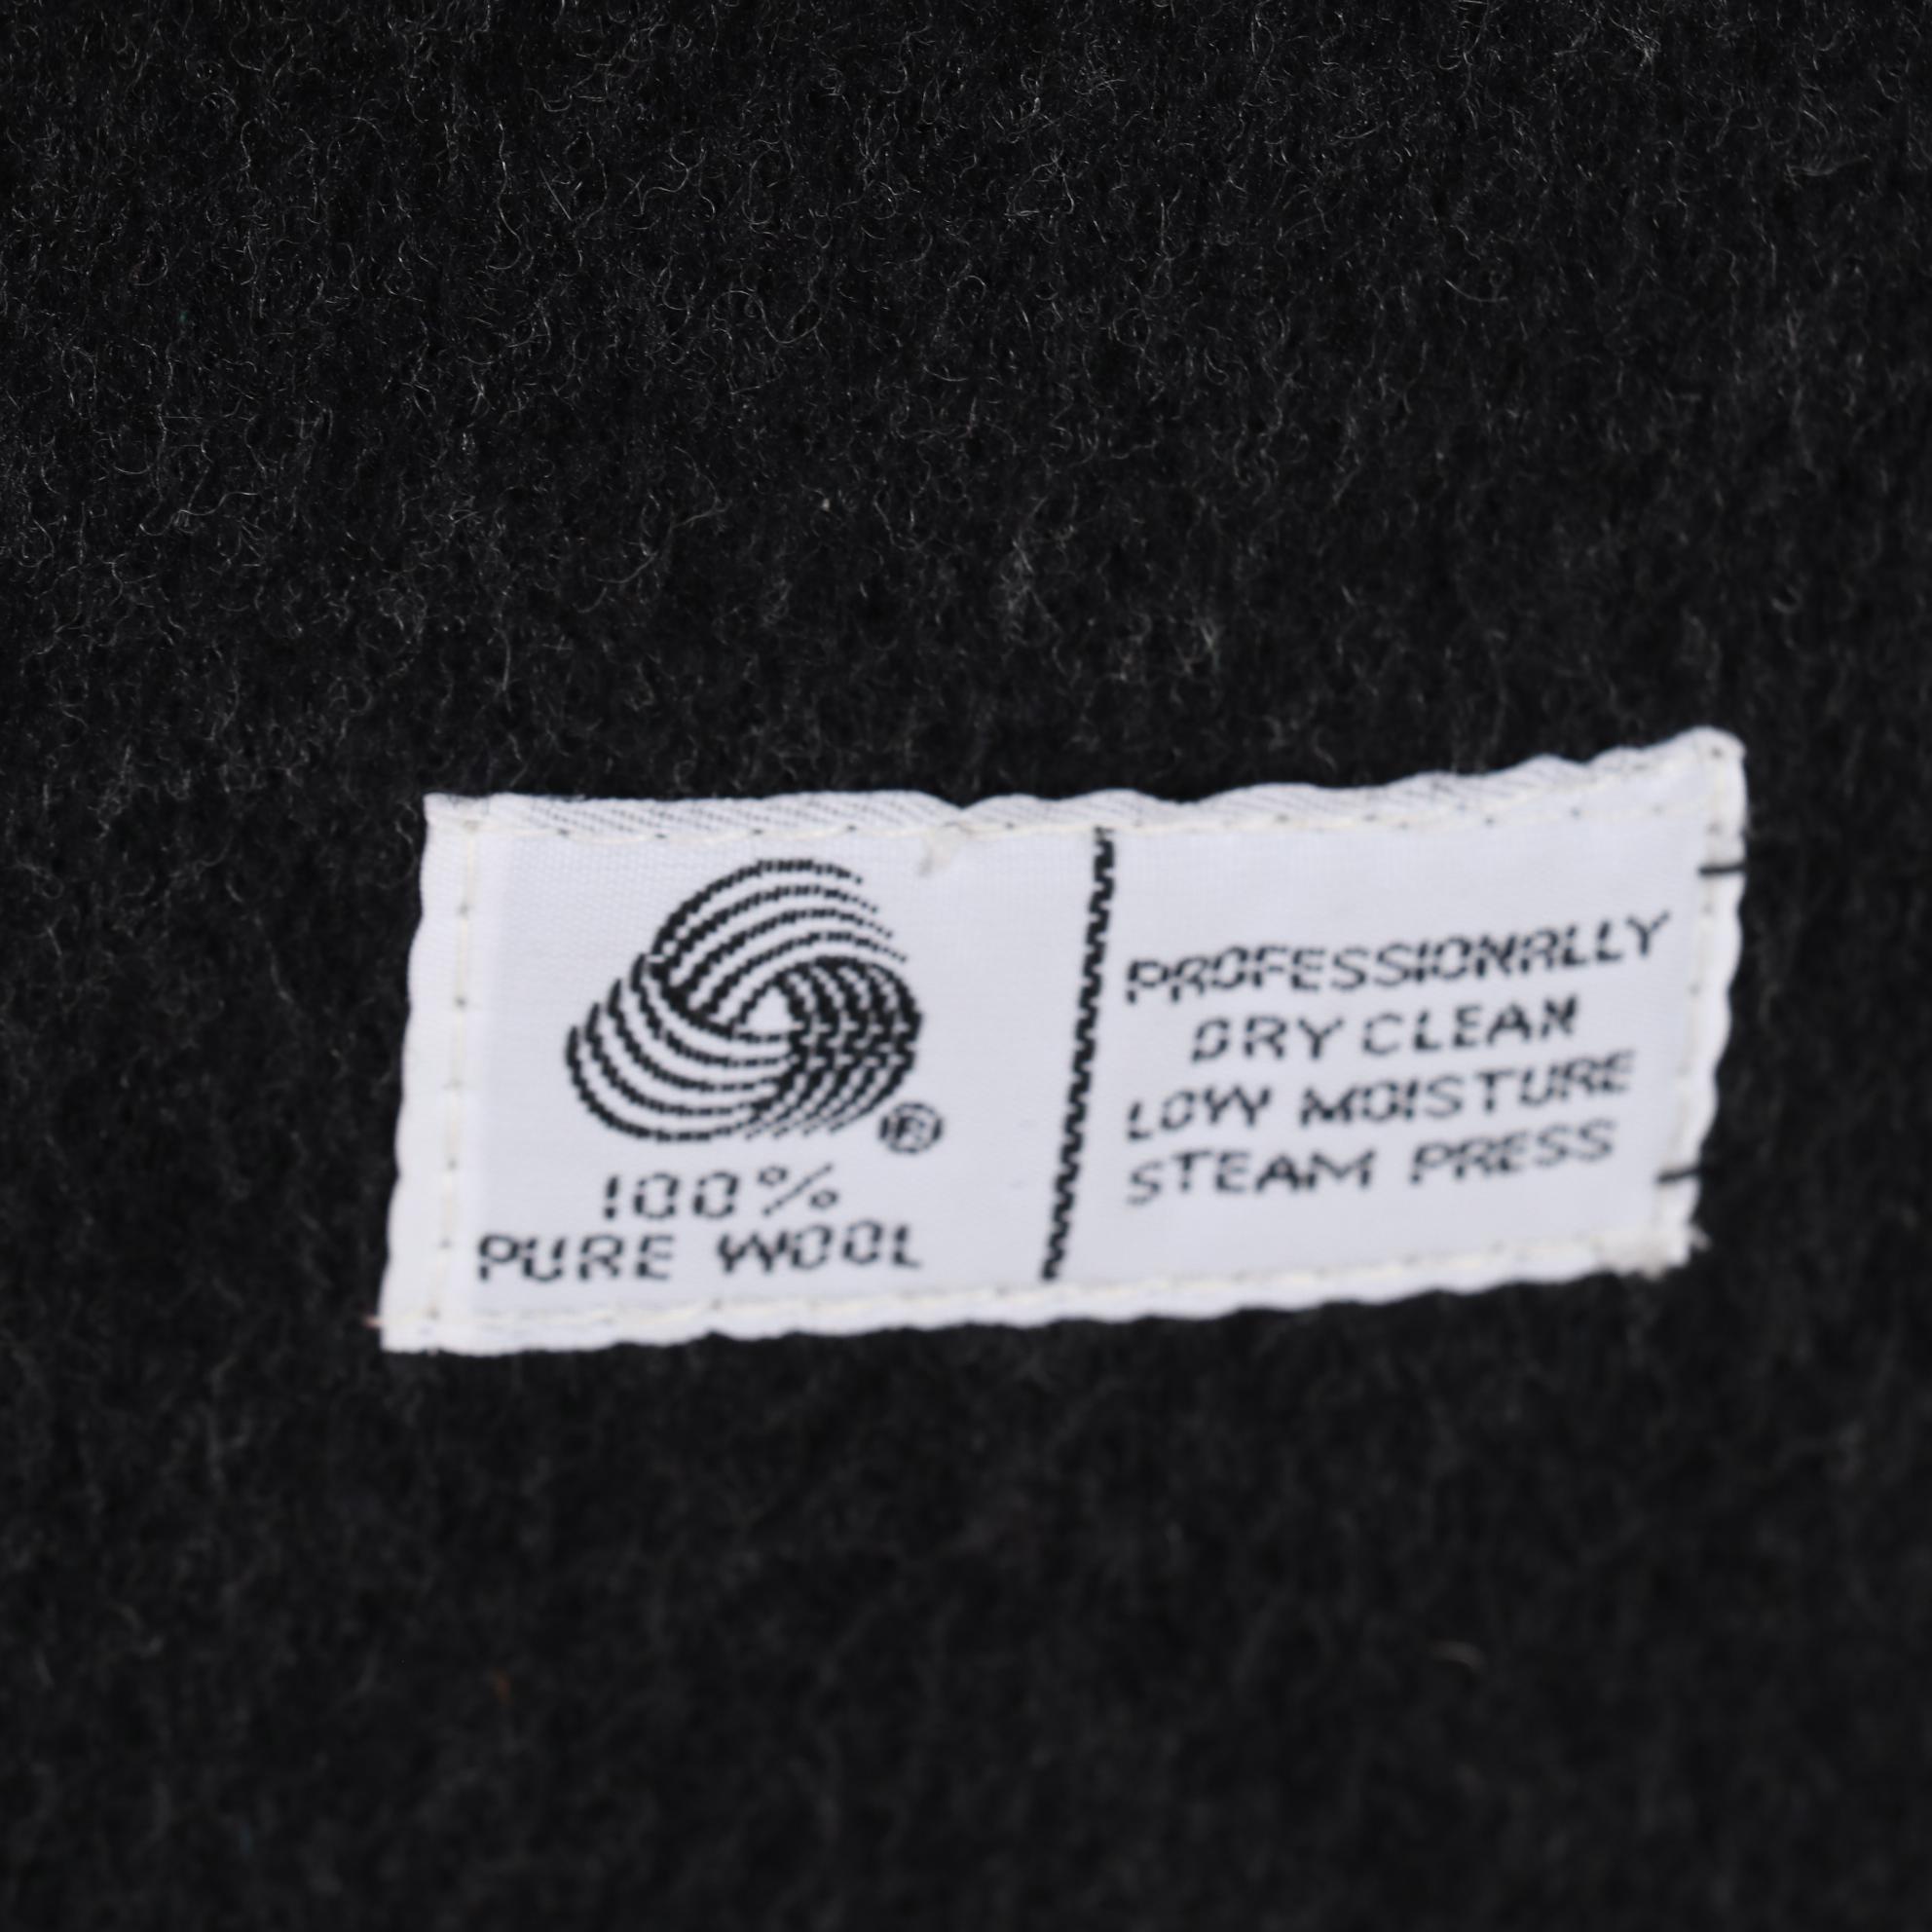 ®
100%
PURE WOOL
PROFESSIONALLY
DRY CLEAN
LOW MOISTURE
STEAM PRESS